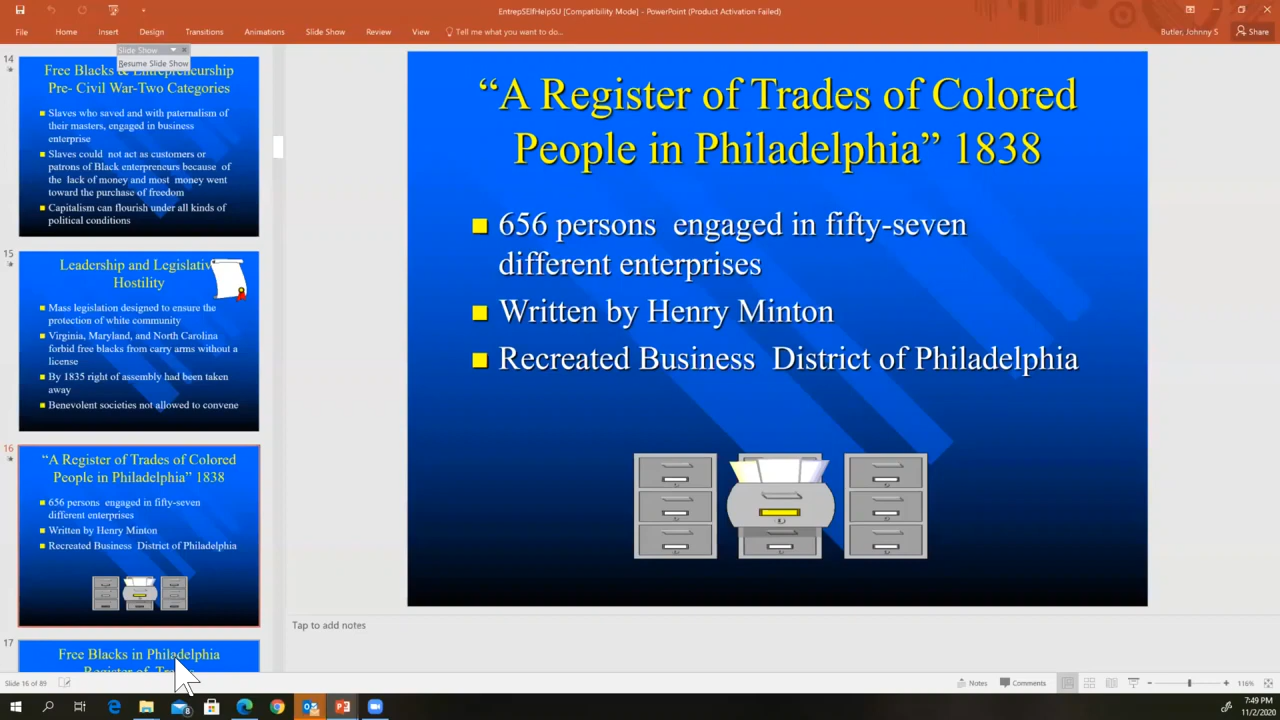 EntrepSElfHelpSU [Compatibility Mode] - PowerPoint (Product Activation Failed)
File Home Insert Design Transitions Animations Slide Show Review View Tell me what you want to do... Butler, Johnny S Share
Slide Show
Resume Slide Show
14
Free Blacks & Entrepreneurship
Pre- Civil War-Two Categories
Slaves who saved and with paternalism of
their masters, engaged in business
enterprise
Slaves could not act as customers or
patrons of Black enterpreneurs because of
the lack of money and most money went
toward the purchase of freedom
Capitalism can flourish under all kinds of
political conditions
15
Leadership and Legislativ
Hostility
Mass legislation designed to ensure the
protection of white community
Virginia, Maryland, and North Carolina
forbid free blacks from carry arms without a
license
By 1835 right of assembly had been taken
away
Benevolent societies not allowed to convene
16
“A Register of Trades of Colored
People in Philadelphia” 1838
656 persons engaged in fifty-seven
different enterprises
Written by Henry Minton
Recreated Business District of Philadelphia
17
Free Blacks in Philadelphia
Register of
“A Register of Trades of Colored
People in Philadelphia” 1838
656 persons engaged in fifty-seven
different enterprises
Written by Henry Minton
Recreated Business District of Philadelphia
Tap to add notes
Slide 16 of 89
Notes Comments 116%
8
7:49 PM
11/2/2020